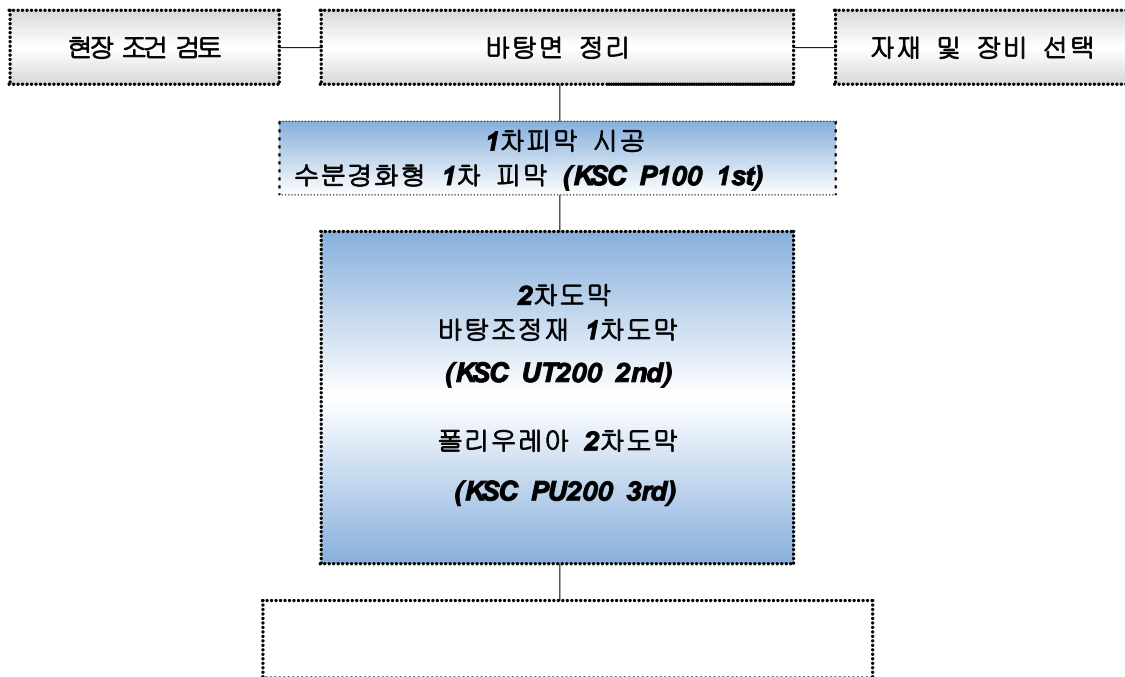 현장 조건 검토
바탕면 정리
자재 및 장비 선택
1차피막 시공
수분경화형 1차 피막 (KSC P100 1st)
2차도막
바탕조정재 1차도막
(KSC UT200 2nd)
폴리우레아 2차도막
(KSC PU200 3rd)